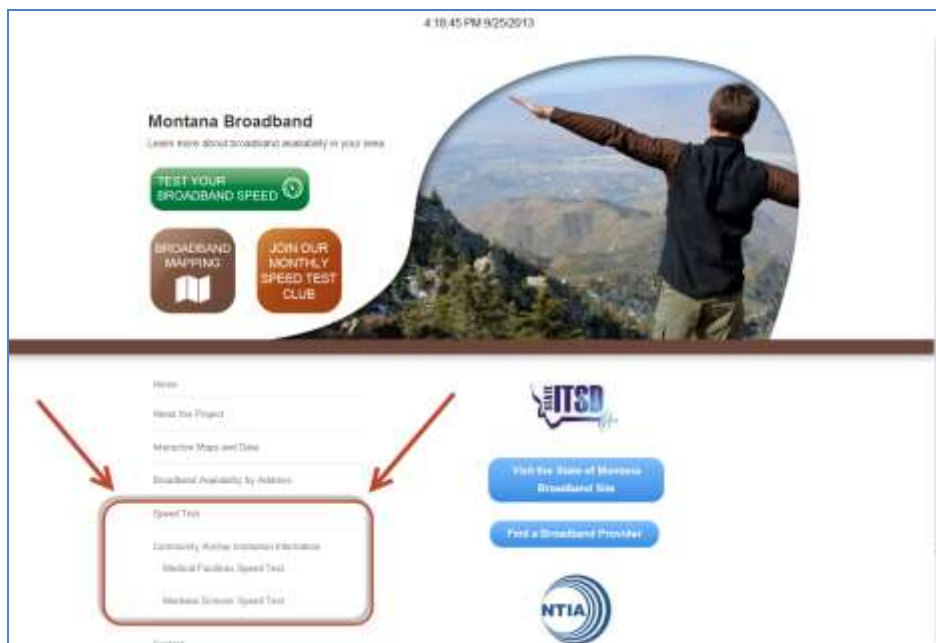 4:18:45 PM 9/25/2013
Montana Broadband
Learn more about broadband availability in your area
TEST YOUR
BROADBAND SPEED
BROADBAND
MAPPING
JOIN OUR
MONTHLY
SPEED TEST
CLUB
Home
About the Project
Interactive Maps and Data
Broadband Availability by Address
Speed Test
Community Anchor Institution Information
Medical Facilities Speed Test
Montana Schools Speed Test
Contact
STATE
ITSD
Visit the State of Montana
Broadband Site
Find a Broadband Provider
NTIA